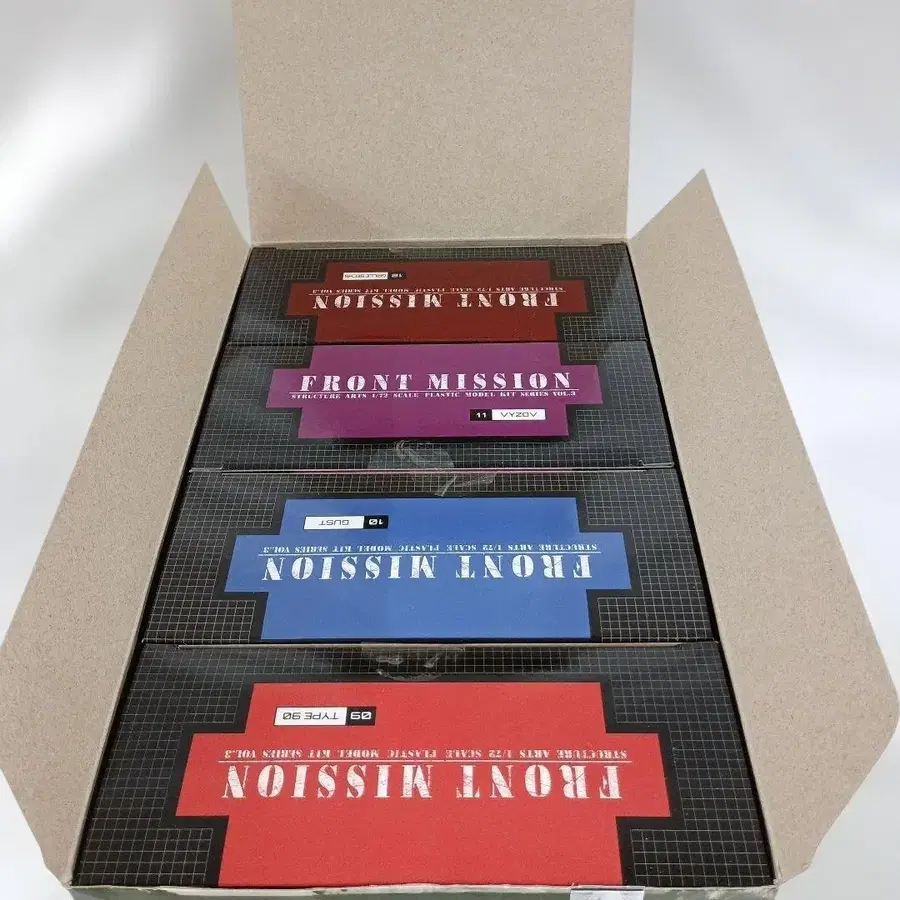 FRONT MISSION
STRUCTURE ARTS 1/72 SCALE PLASTIC MODEL KIT SERIES VOL.3
12
FRONT MISSION
STRUCTURE ARTS 1/72 SCALE PLASTIC MODEL KIT SERIES VOL.3
11 VYZOV
FRONT MISSION
STRUCTURE ARTS 1/72 SCALE PLASTIC MODEL KIT SERIES VOL.3
10 GUST
FRONT MISSION
STRUCTURE ARTS 1/72 SCALE PLASTIC MODEL KIT SERIES VOL.3
09 TYPE 90